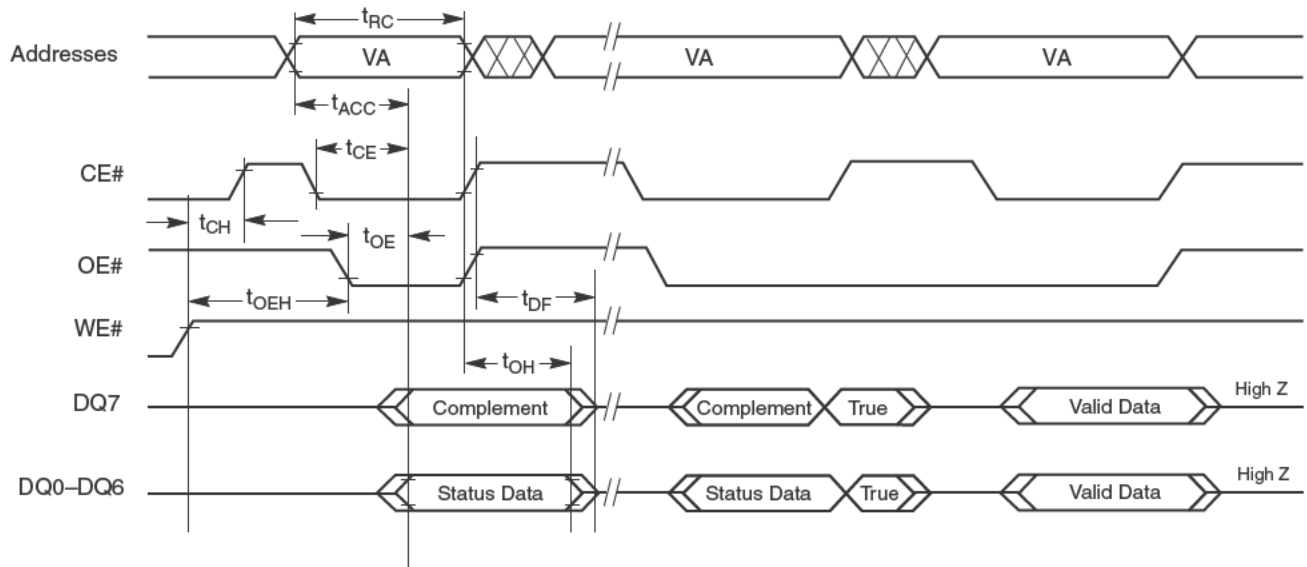 tRC
Addresses VA VA VA
tACC
tCE
CE#
tCH
tOE
OE#
tOEH tDF
WE#
tOH
DQ7 Complement Complement True Valid Data High Z
DQ0–DQ6 Status Data Status Data True Valid Data High Z